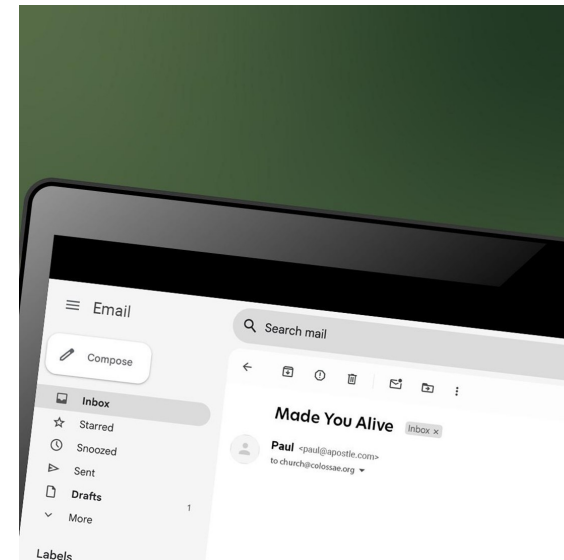 Email
Search mail
Compose
Inbox
Starred
Snoozed
Sent
Drafts 1
More
Labels
Made You Alive Inbox ×
Paul <paul@apostle.com>
to church@colossae.org